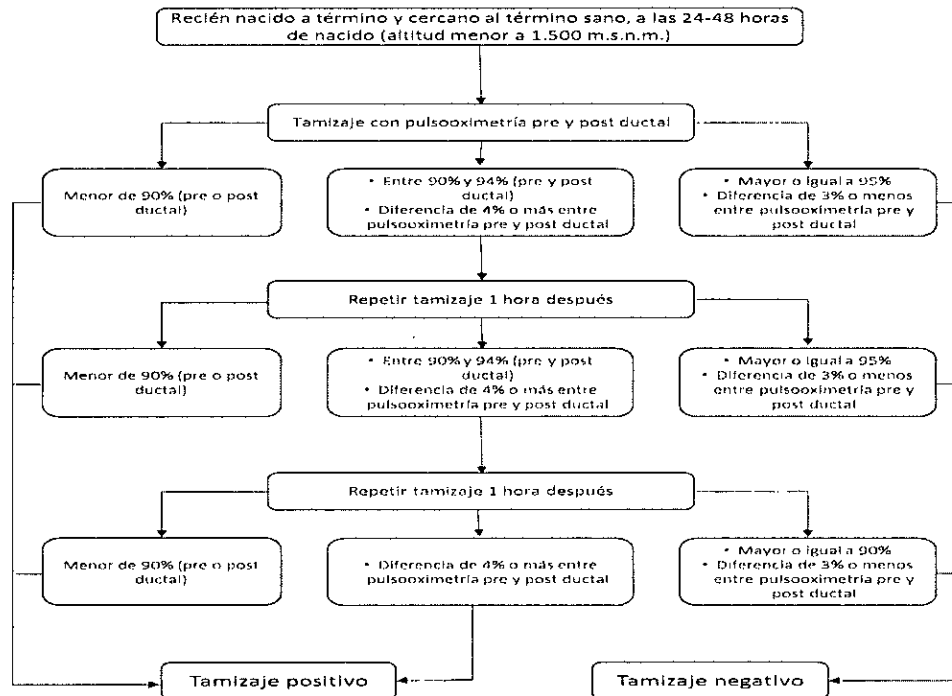 Recién nacido a término y cercano al término sano, a las 24-48 horas
de nacido (altitud menor a 1.500 m.s.n.m.)
Tamizaje con pulsooximetría pre y post ductal
Menor de 90% (pre o post
ductal)
• Entre 90% y 94% (pre y post
ductal)
• Diferencia de 4% o más entre
pulsooximetría pre y post ductal
• Mayor o igual a 95%
• Diferencia de 3% o menos
entre pulsooximetría pre y
post ductal
Repetir tamizaje 1 hora después
Menor de 90% (pre o post
ductal)
• Entre 90% y 94% (pre y post
ductal)
• Diferencia de 4% o más entre
pulsooximetría pre y post ductal
• Mayor o igual a 95%
• Diferencia de 3% o menos
entre pulsooximetría pre y
post ductal
Repetir tamizaje 1 hora después
Menor de 90% (pre o post
ductal)
• Diferencia de 4% o más entre
pulsooximetría pre y post ductal
• Mayor o igual a 90%
• Diferencia de 3% o menos
entre pulsooximetría pre y
post ductal
Tamizaje positivo
Tamizaje negativo